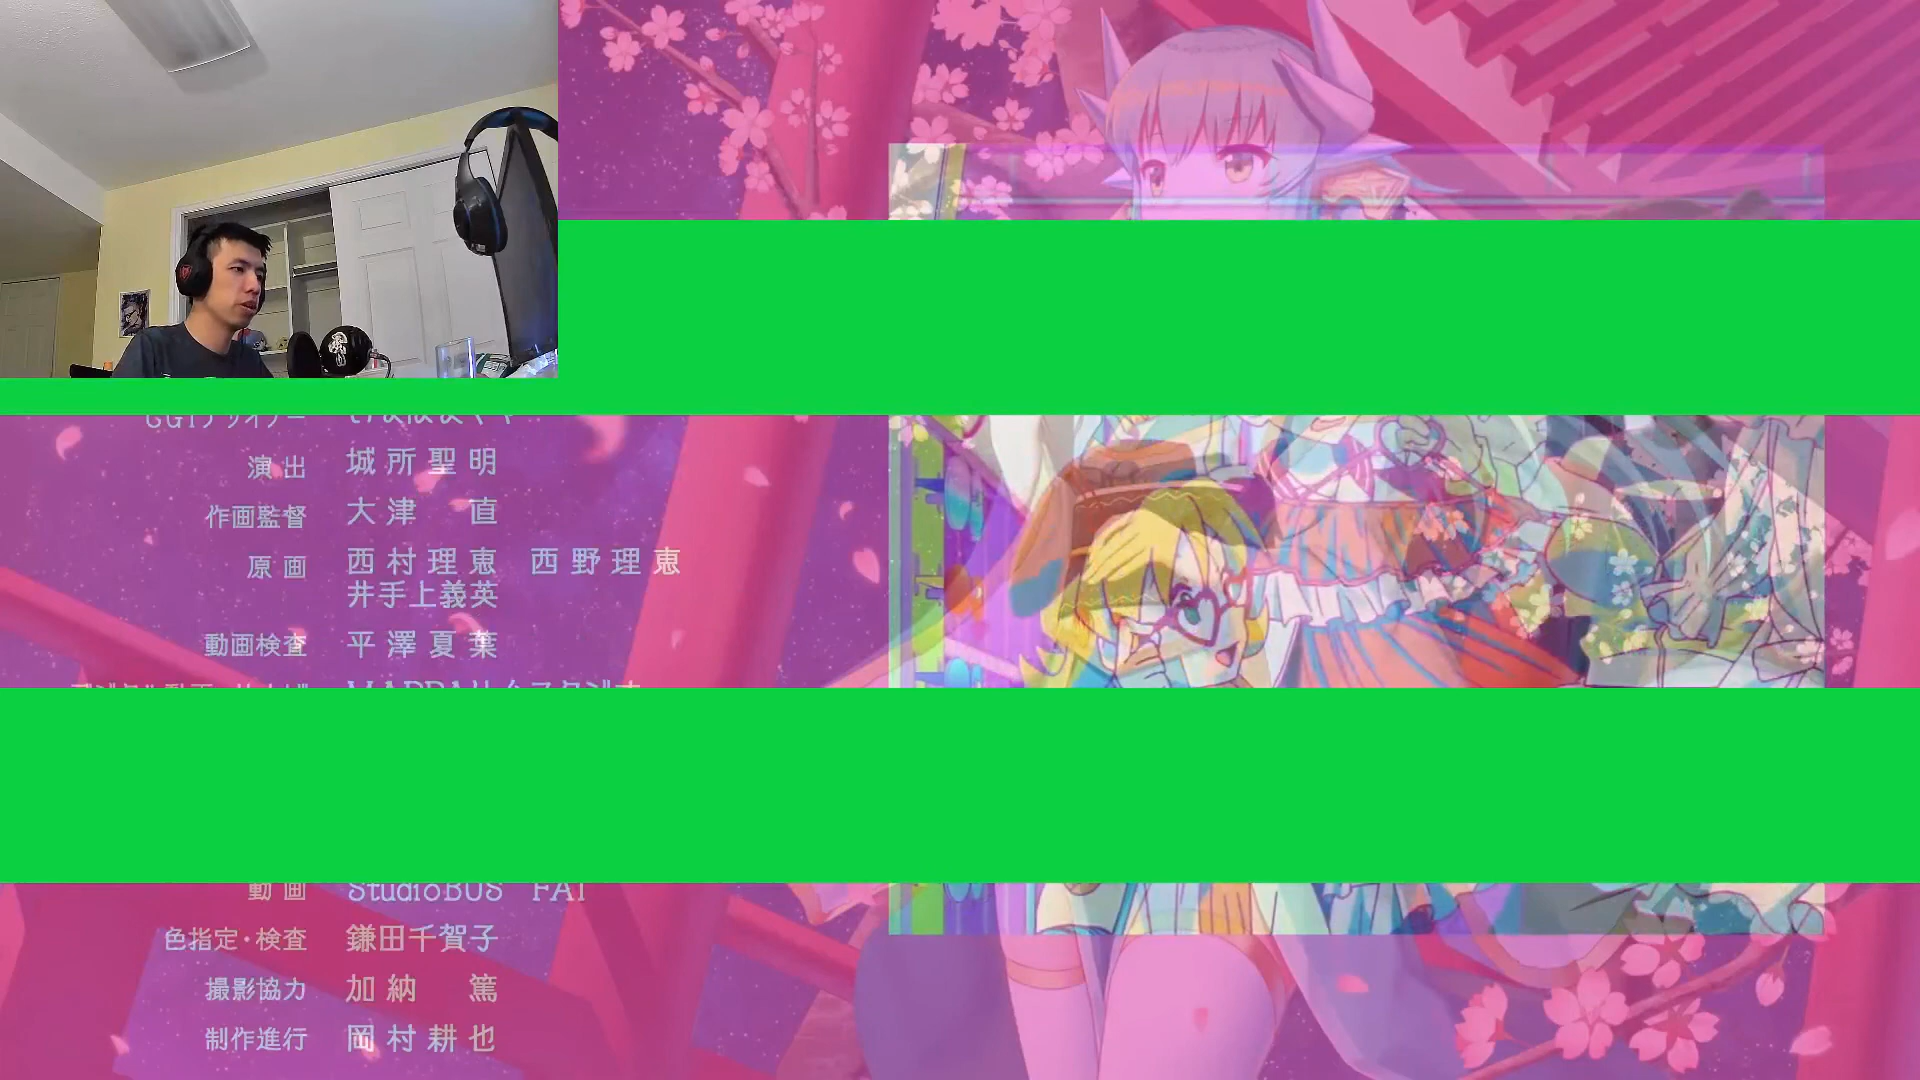 演出 城所聖明
作画監督 大津 直
原画 西村理恵 西野理恵
井手上義英
動画検査 平澤夏葉
動画 StudioBUS FAI
色指定・検査 鎌田千賀子
撮影協力 加納 篤
制作進行 岡村耕也